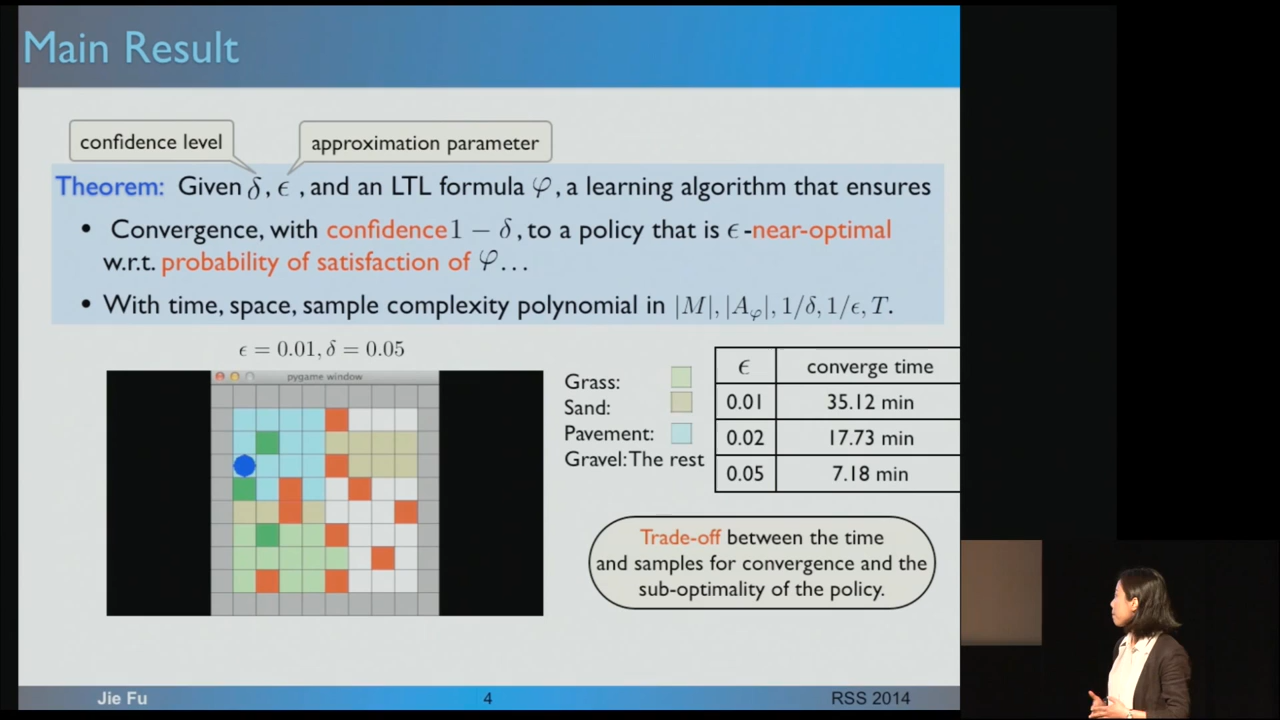 Main Result
confidence level
approximation parameter
Theorem: Given δ, ϵ , and an LTL formula φ, a learning algorithm that ensures
• Convergence, with confidence 1 − δ, to a policy that is ϵ-near-optimal
w.r.t. probability of satisfaction of φ...
• With time, space, sample complexity polynomial in |M|, |Aφ|, 1/δ, 1/ϵ, T.
ϵ = 0.01, δ = 0.05
pygame window
Grass:
Sand:
Pavement:
Gravel: The rest
ϵ converge time
0.01 35.12 min
0.02 17.73 min
0.05 7.18 min
Trade-off between the time
and samples for convergence and the
sub-optimality of the policy.
Jie Fu 4 RSS 2014